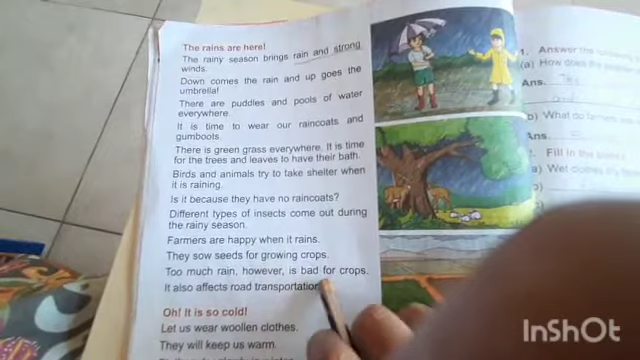 The rains are here!
The rainy season brings rain and strong
winds.
Down comes the rain and up goes the
umbrella!
There are puddles and pools of water
everywhere.
It is time to wear our raincoats and
gumboots.
There is green grass everywhere. It is time
for the trees and leaves to have their bath.
Birds and animals try to take shelter when
it is raining.
Is it because they have no raincoats?
Different types of insects come out during
the rainy season.
Farmers are happy when it rains.
They sow seeds for growing crops.
Too much rain, however, is bad for crops.
It also affects road transportation
Oh! It is so cold!
Let us wear woollen clothes.
They will keep us warm.
1. Answer the
(a) How does the
Ans. The
b) What do farmers
Ans.
Fill in the
a) Wet clothes
b)
InShOt